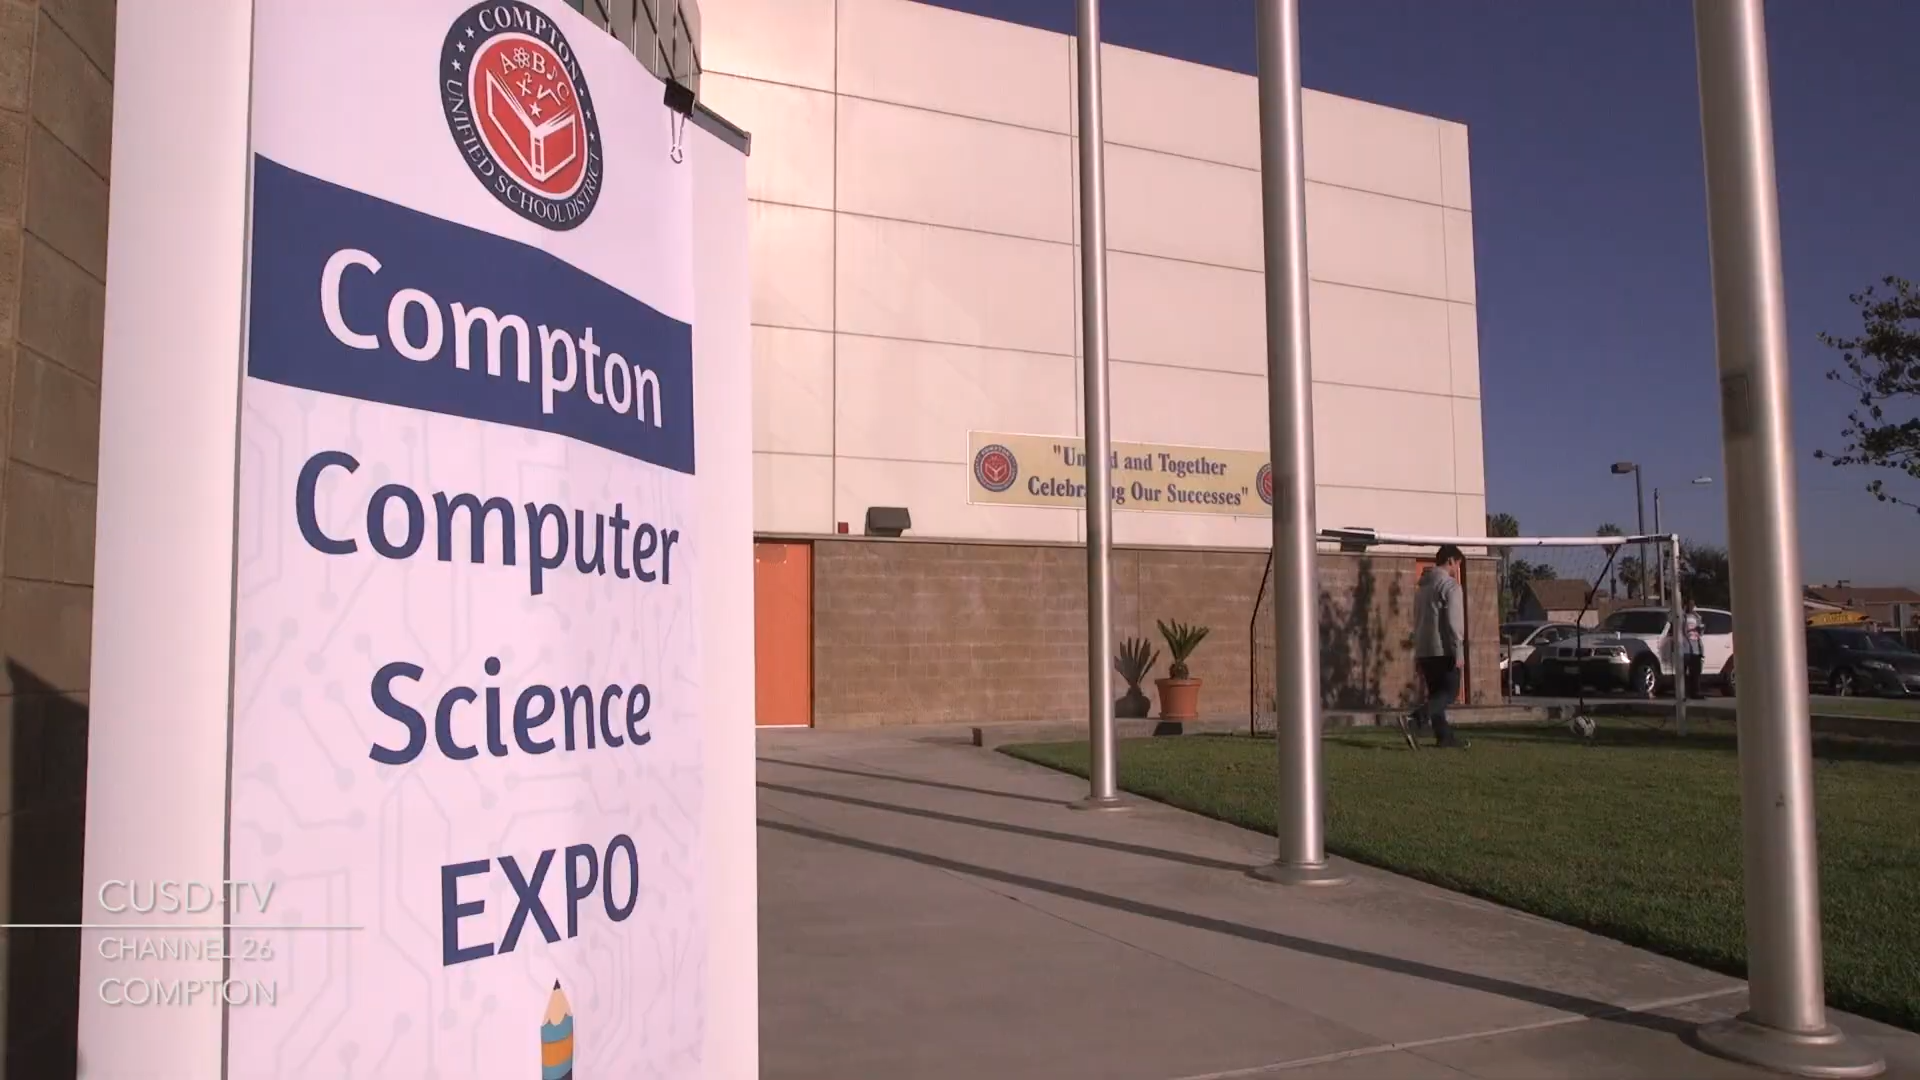 COMPTON
UNIFIED SCHOOL DISTRICT
A B C
x²
Compton
Computer
Science
EXPO
"Un d and Together
Celebra g Our Successes"
CUSD-TV
CHANNEL 26
COMPTON